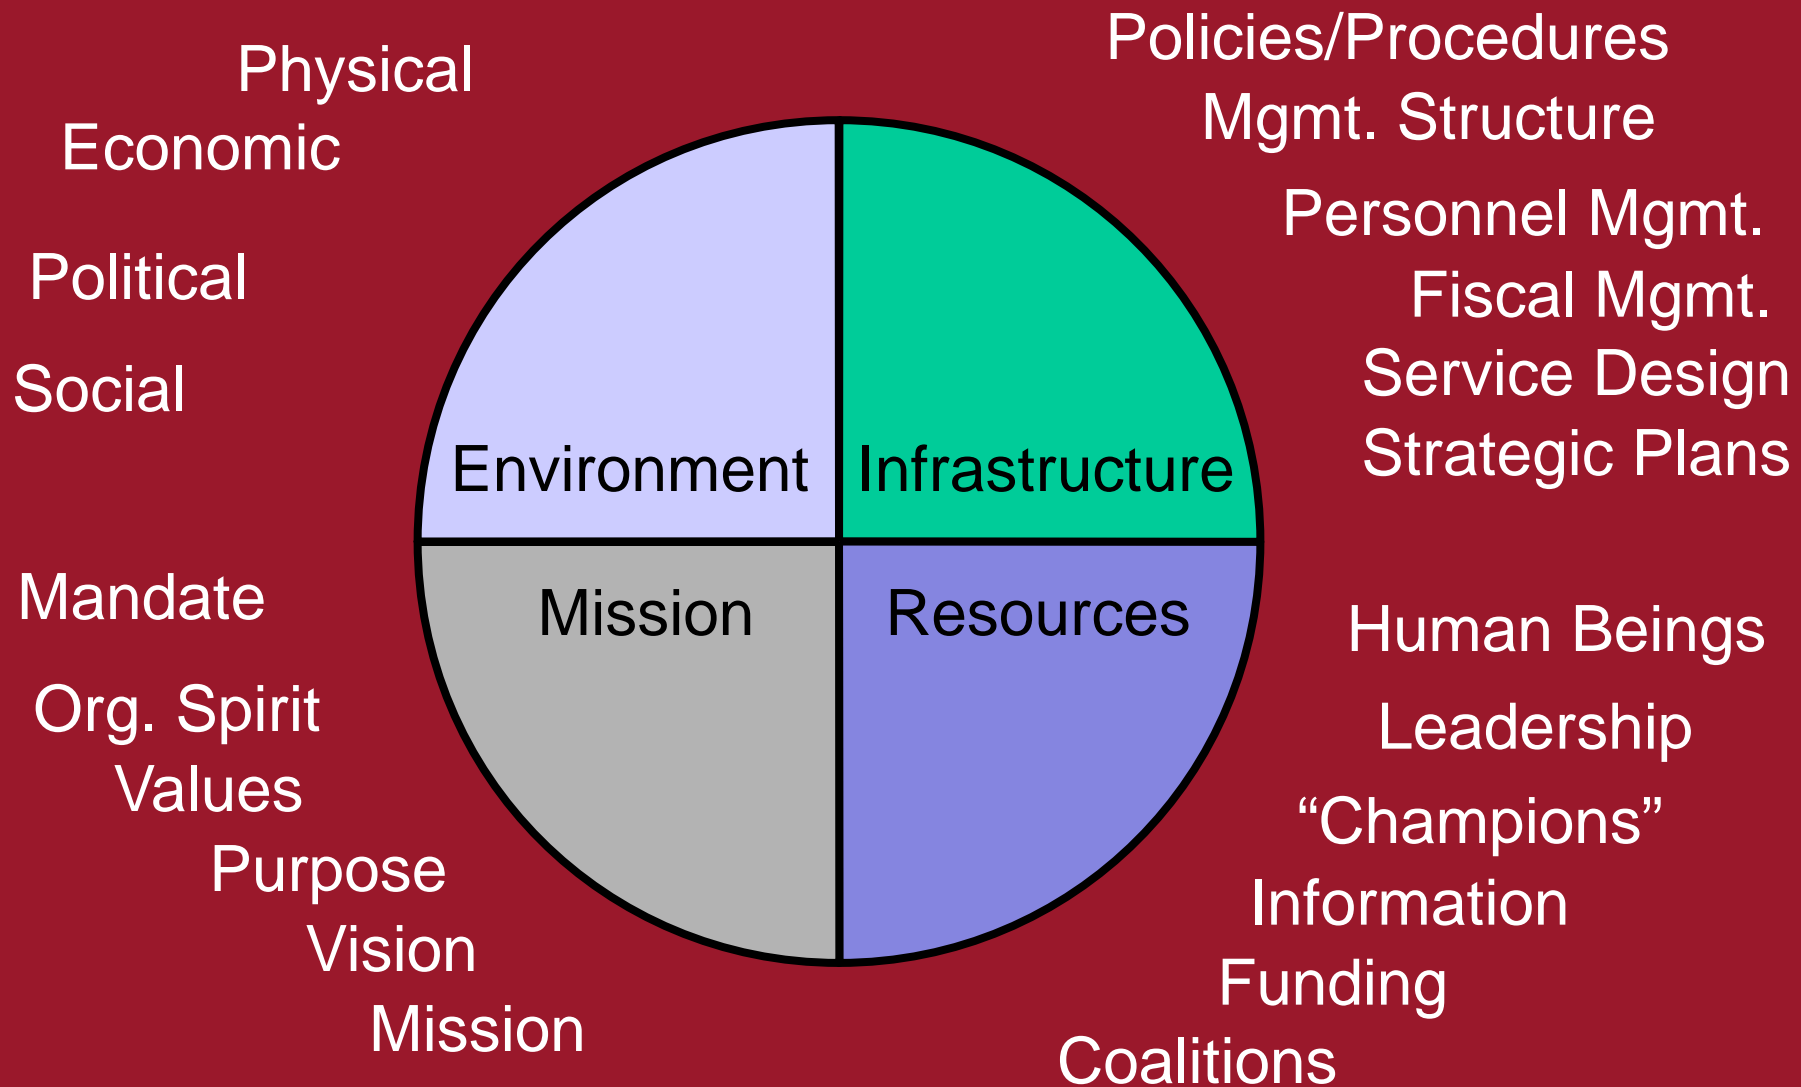 Physical
Economic
Political
Social
Environment
Policies/Procedures
Mgmt. Structure
Personnel Mgmt.
Fiscal Mgmt.
Service Design
Strategic Plans
Infrastructure
Mission
Mandate
Org. Spirit
Values
Purpose
Vision
Mission
Resources
Human Beings
Leadership
“Champions”
Information
Funding
Coalitions